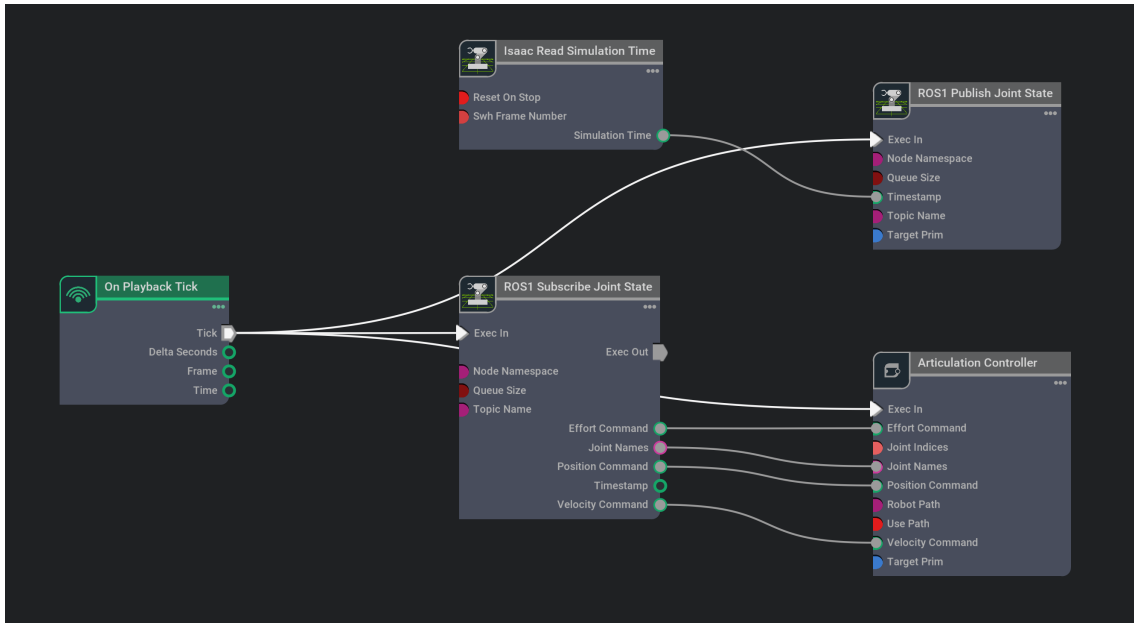 Isaac Read Simulation Time
Reset On Stop
Swh Frame Number
Simulation Time
ROS1 Publish Joint State
Exec In
Node Namespace
Queue Size
Timestamp
Topic Name
Target Prim
On Playback Tick
Tick
Delta Seconds
Frame
Time
ROS1 Subscribe Joint State
Exec In
Exec Out
Node Namespace
Queue Size
Topic Name
Effort Command
Joint Names
Position Command
Timestamp
Velocity Command
Articulation Controller
Exec In
Effort Command
Joint Indices
Joint Names
Position Command
Robot Path
Use Path
Velocity Command
Target Prim